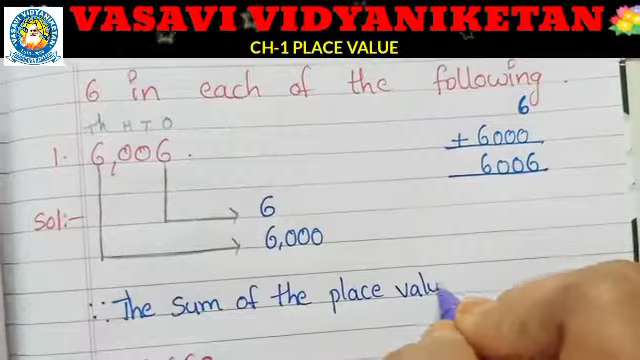 VASAVI VIDYANIKETAN
CH-1 PLACE VALUE
6 in each of the following.
Th H T O
1. 6,006.
6
+ 6000
6006
Sol:-
6
6,000
∴ The sum of the place valu